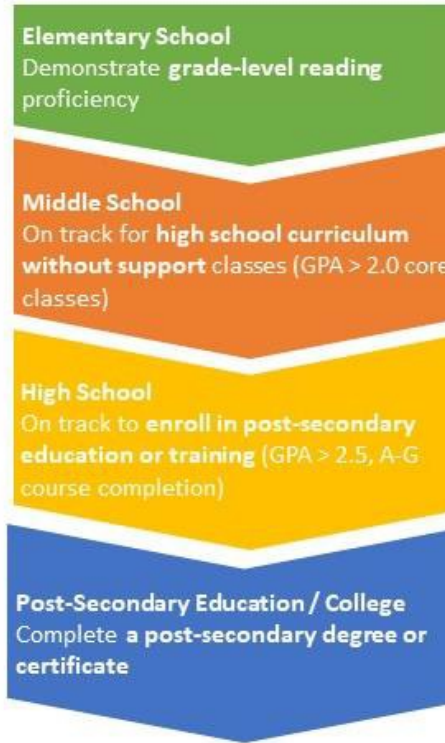 Elementary School
Demonstrate grade-level reading
proficiency
Middle School
On track for high school curriculum
without support classes (GPA > 2.0 core
classes)
High School
On track to enroll in post-secondary
education or training (GPA > 2.5, A-G
course completion)
Post-Secondary Education / College
Complete a post-secondary degree or
certificate